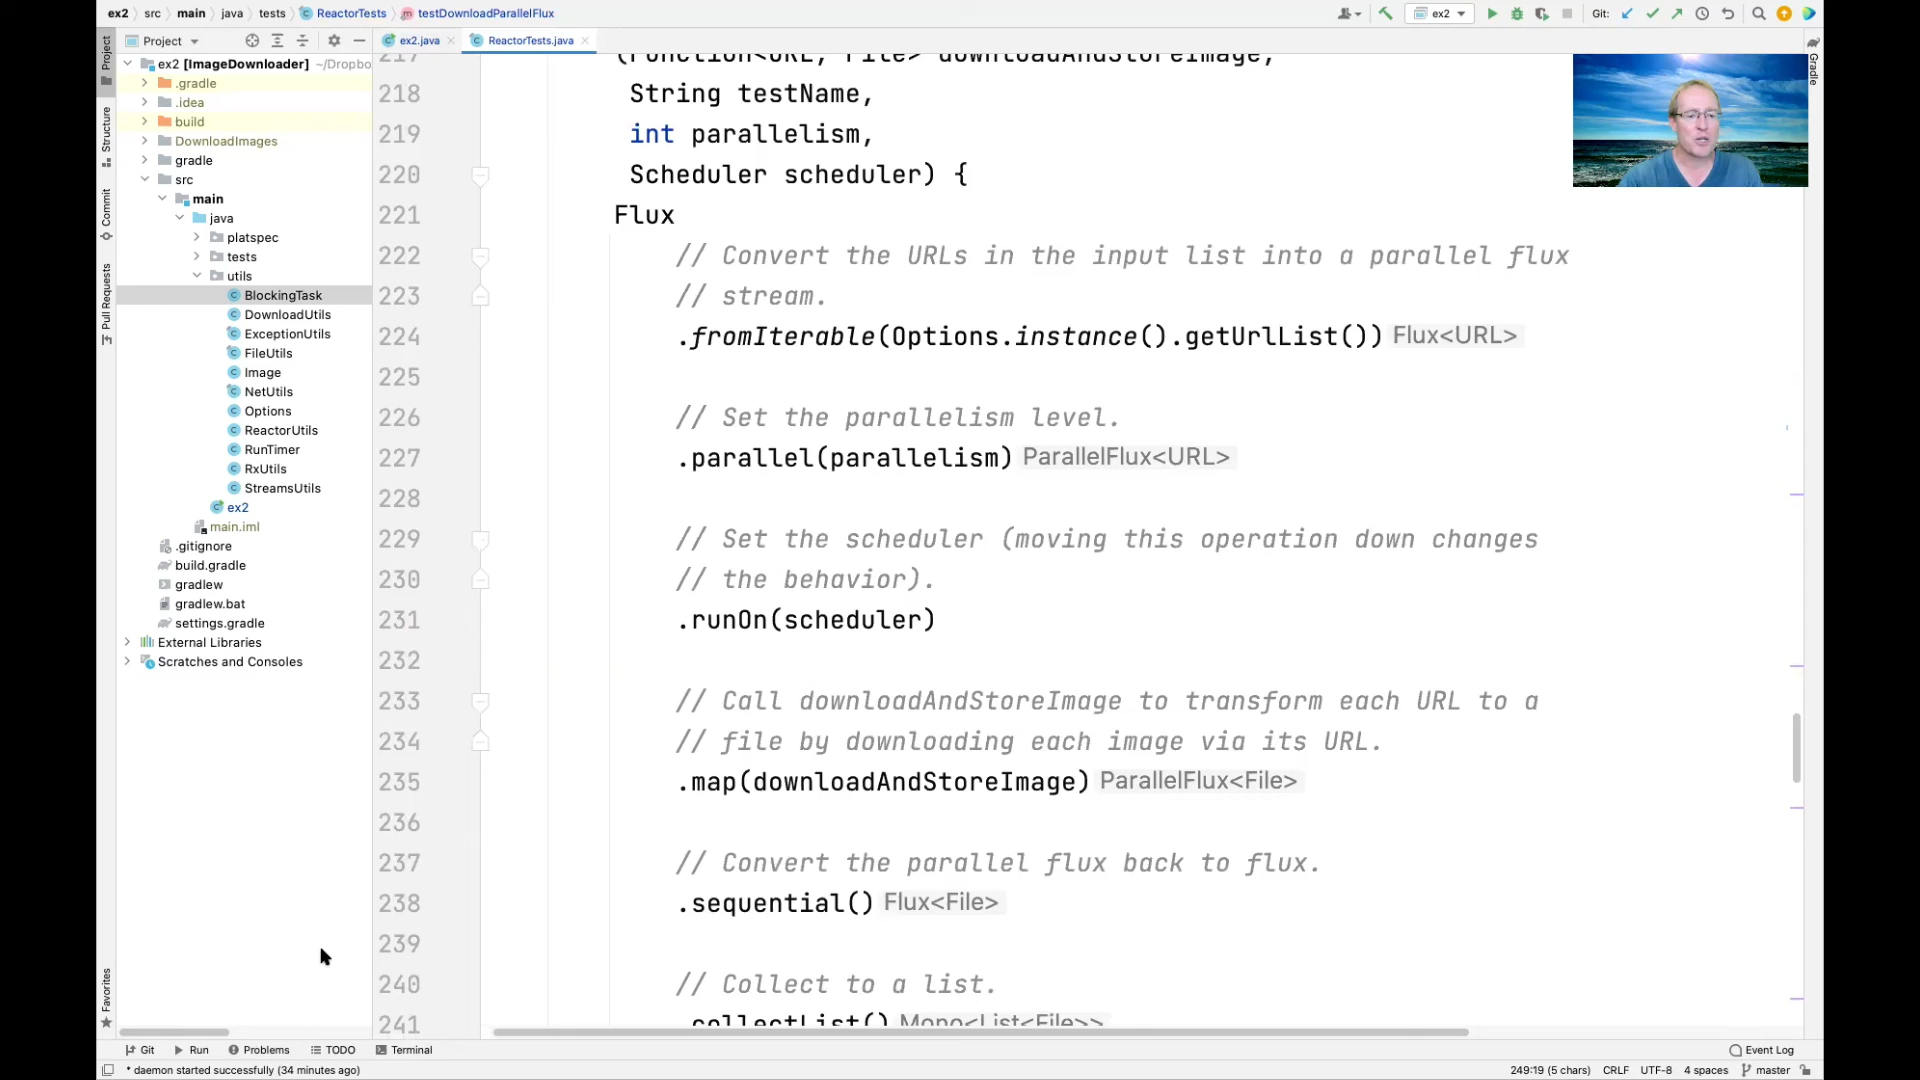 ex2 src main java tests ReactorTests testDownloadParallelFlux
ex2
Git:
Project
ex2.java
ReactorTests.java
Project
Structure
Commit
Pull Requests
Favorites
Gradle
ex2 [ImageDownloader] ~/Dropbo
.gradle
.idea
build
DownloadImages
gradle
src
main
java
platspec
tests
utils
BlockingTask
DownloadUtils
ExceptionUtils
FileUtils
Image
NetUtils
Options
ReactorUtils
RunTimer
RxUtils
StreamsUtils
ex2
main.iml
.gitignore
build.gradle
gradlew
gradlew.bat
settings.gradle
External Libraries
Scratches and Consoles
217 (Function<URL, File> downloadAndStoreImage,
218 String testName,
219 int parallelism,
220 Scheduler scheduler) {
221 Flux
222 // Convert the URLs in the input list into a parallel flux
223 // stream.
224 .fromIterable(Options.instance().getUrlList()) Flux<URL>
225
226 // Set the parallelism level.
227 .parallel(parallelism) ParallelFlux<URL>
228
229 // Set the scheduler (moving this operation down changes
230 // the behavior).
231 .runOn(scheduler)
232
233 // Call downloadAndStoreImage to transform each URL to a
234 // file by downloading each image via its URL.
235 .map(downloadAndStoreImage) ParallelFlux<File>
236
237 // Convert the parallel flux back to flux.
238 .sequential() Flux<File>
239
240 // Collect to a list.
241 .collectList() Mono<List<File>>
Git Run Problems TODO Terminal
Event Log
* daemon started successfully (34 minutes ago)
249:19 (5 chars) CRLF UTF-8 4 spaces master